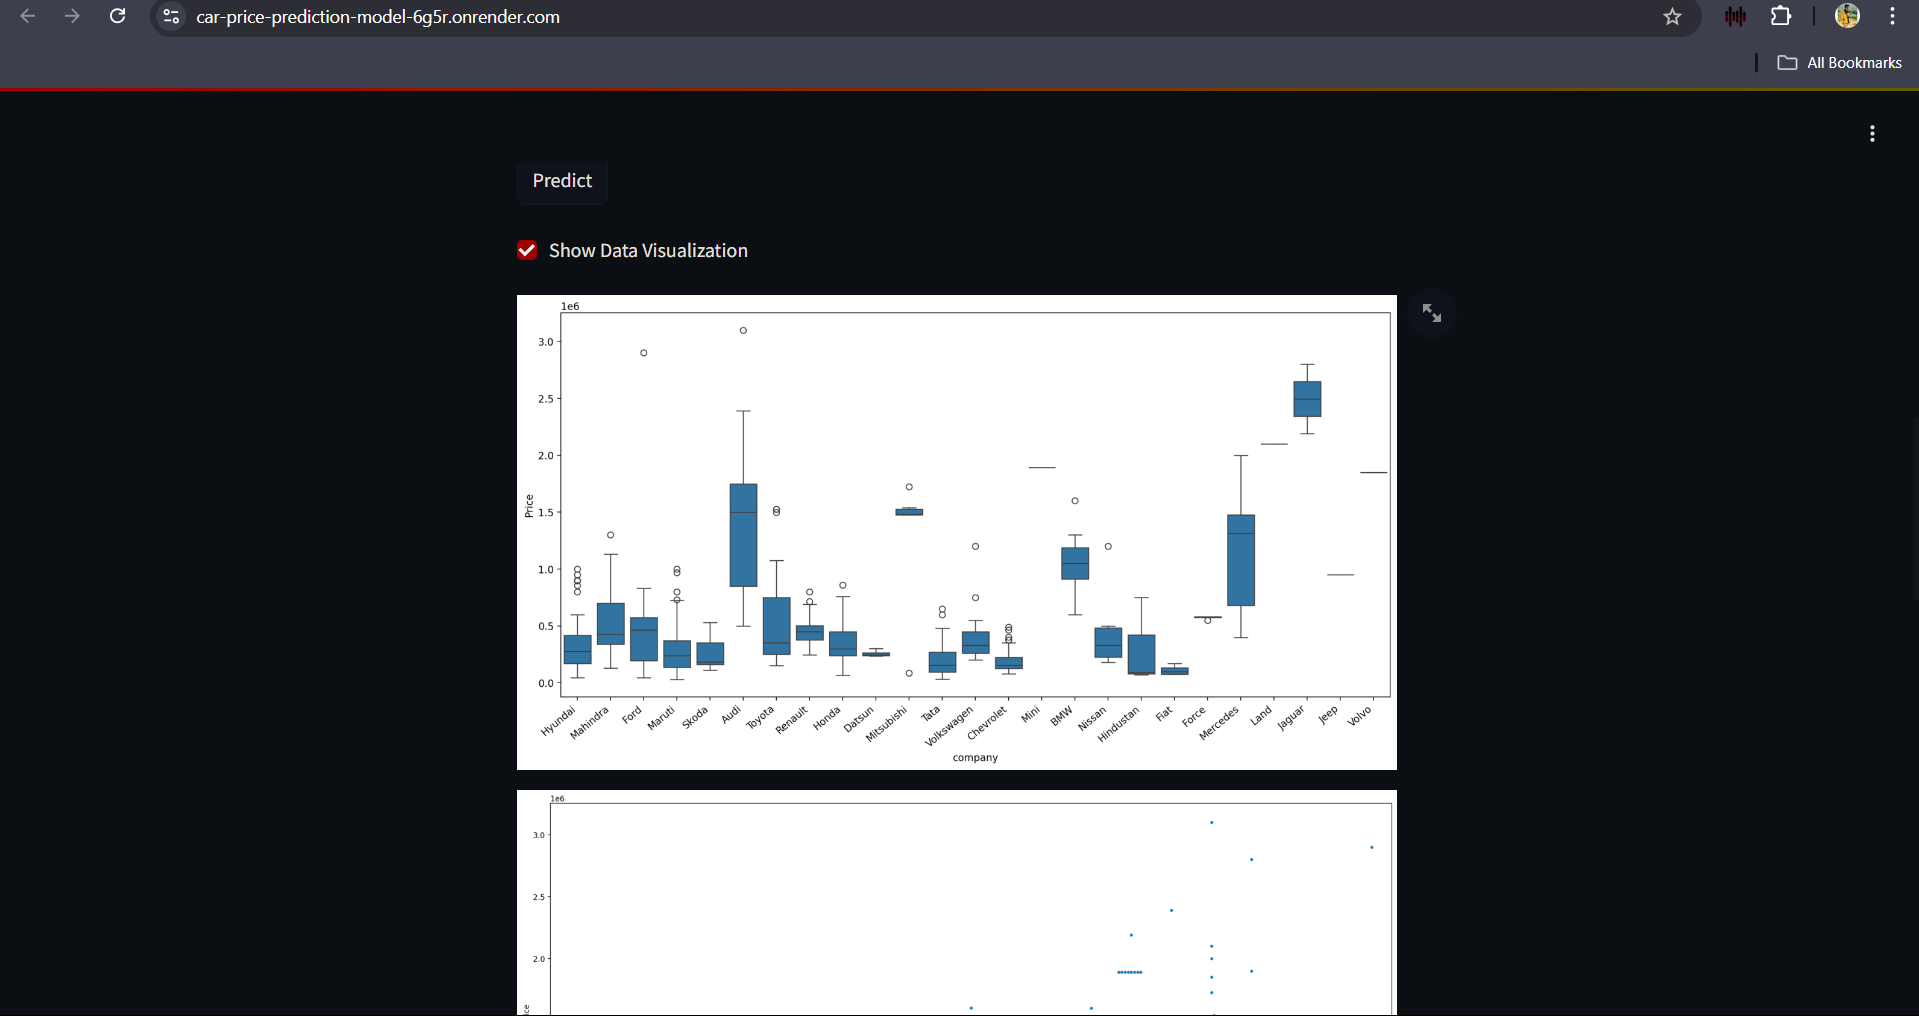 car-price-prediction-model-6g5r.onrender.com
All Bookmarks
Predict
Show Data Visualization
1e6
3.0
2.5
2.0
1.5
1.0
0.5
0.0
Price
Hyundai
Mahindra
Ford
Maruti
Skoda
Audi
Toyota
Renault
Honda
Datsun
Mitsubishi
Tata
Volkswagen
Chevrolet
Mini
BMW
Nissan
Hindustan
Fiat
Force
Mercedes
Land
Jaguar
Jeep
Volvo
company
1e6
3.0
2.5
2.0